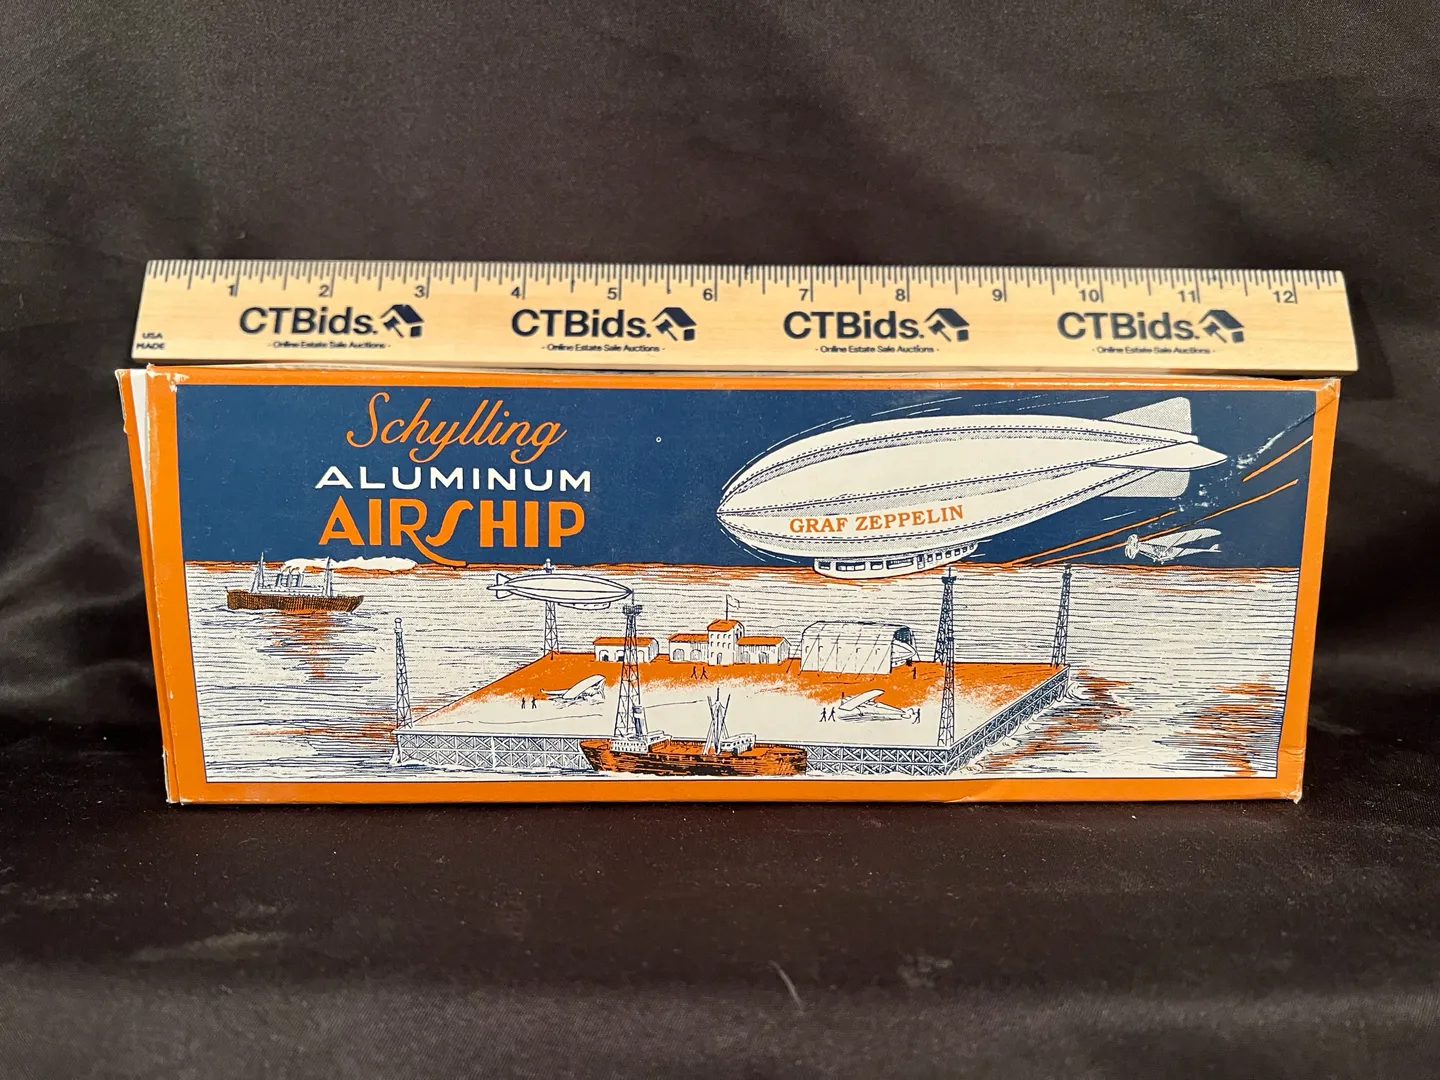 1 2 3 4 5 6 7 8 9 10 11 12
USA
MADE
CTBids. CTBids. CTBids. CTBids.
- Online Estate Sale Auctions - - Online Estate Sale Auctions - - Online Estate Sale Auctions - - Online Estate Sale Auctions -
Schylling
ALUMINUM
AIRSHIP
GRAF ZEPPELIN